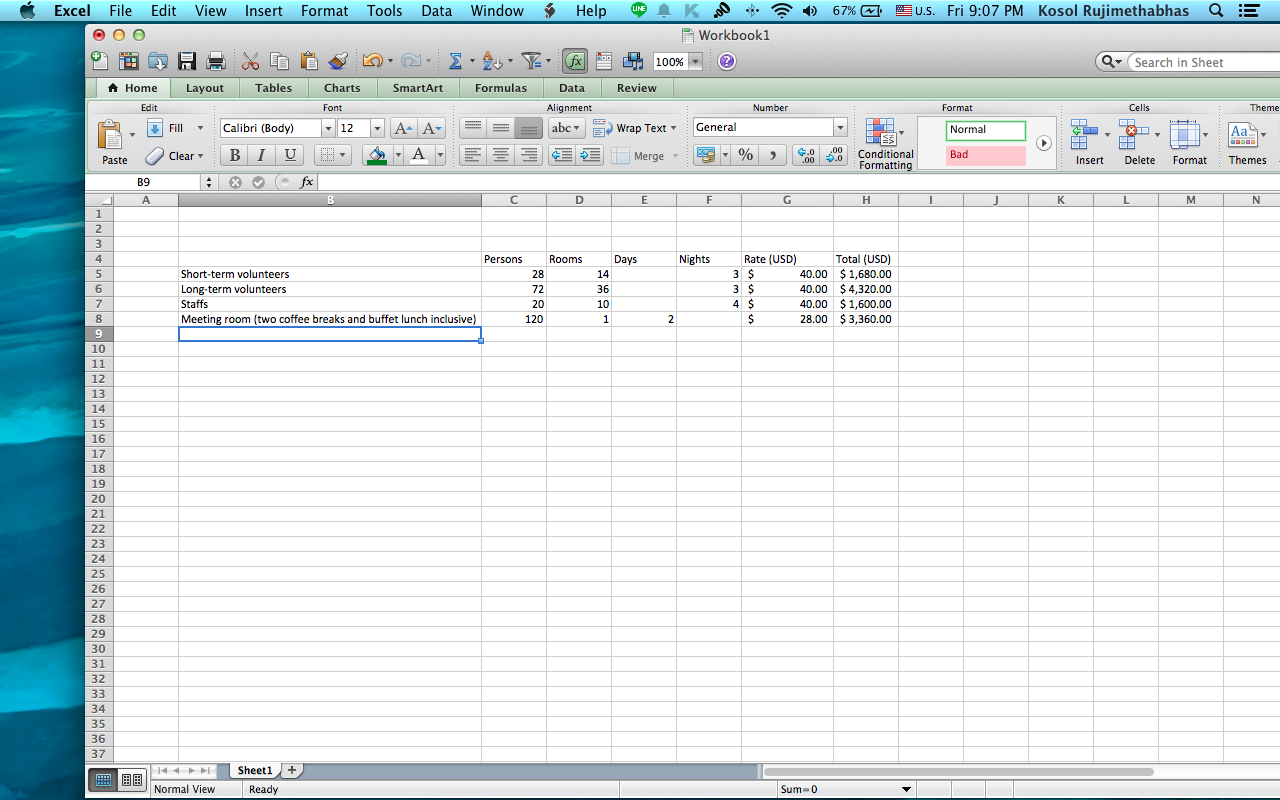 Excel File Edit View Insert Format Tools Data Window Help LINE 67% U.S. Fri 9:07 PM Kosol Rujimethabhas
Workbook1
fx 100% ? Search in Sheet
Home Layout Tables Charts SmartArt Formulas Data Review
Edit Font Alignment Number Format Cells Theme
Fill Calibri (Body) 12 A A abc Wrap Text General Normal Aa
Paste Clear B I U A Merge % , .0 .00 .00 .0 Conditional Formatting Bad Insert Delete Format Themes
B9 fx
A B C D E F G H I J K L M N
1
2
3
4 Persons Rooms Days Nights Rate (USD) Total (USD)
5 Short-term volunteers 28 14 3 $ 40.00 $ 1,680.00
6 Long-term volunteers 72 36 3 $ 40.00 $ 4,320.00
7 Staffs 20 10 4 $ 40.00 $ 1,600.00
8 Meeting room (two coffee breaks and buffet lunch inclusive) 120 1 2 $ 28.00 $ 3,360.00
9
10
11
12
13
14
15
16
17
18
19
20
21
22
23
24
25
26
27
28
29
30
31
32
33
34
35
36
37
Sheet1 +
Normal View Ready Sum=0